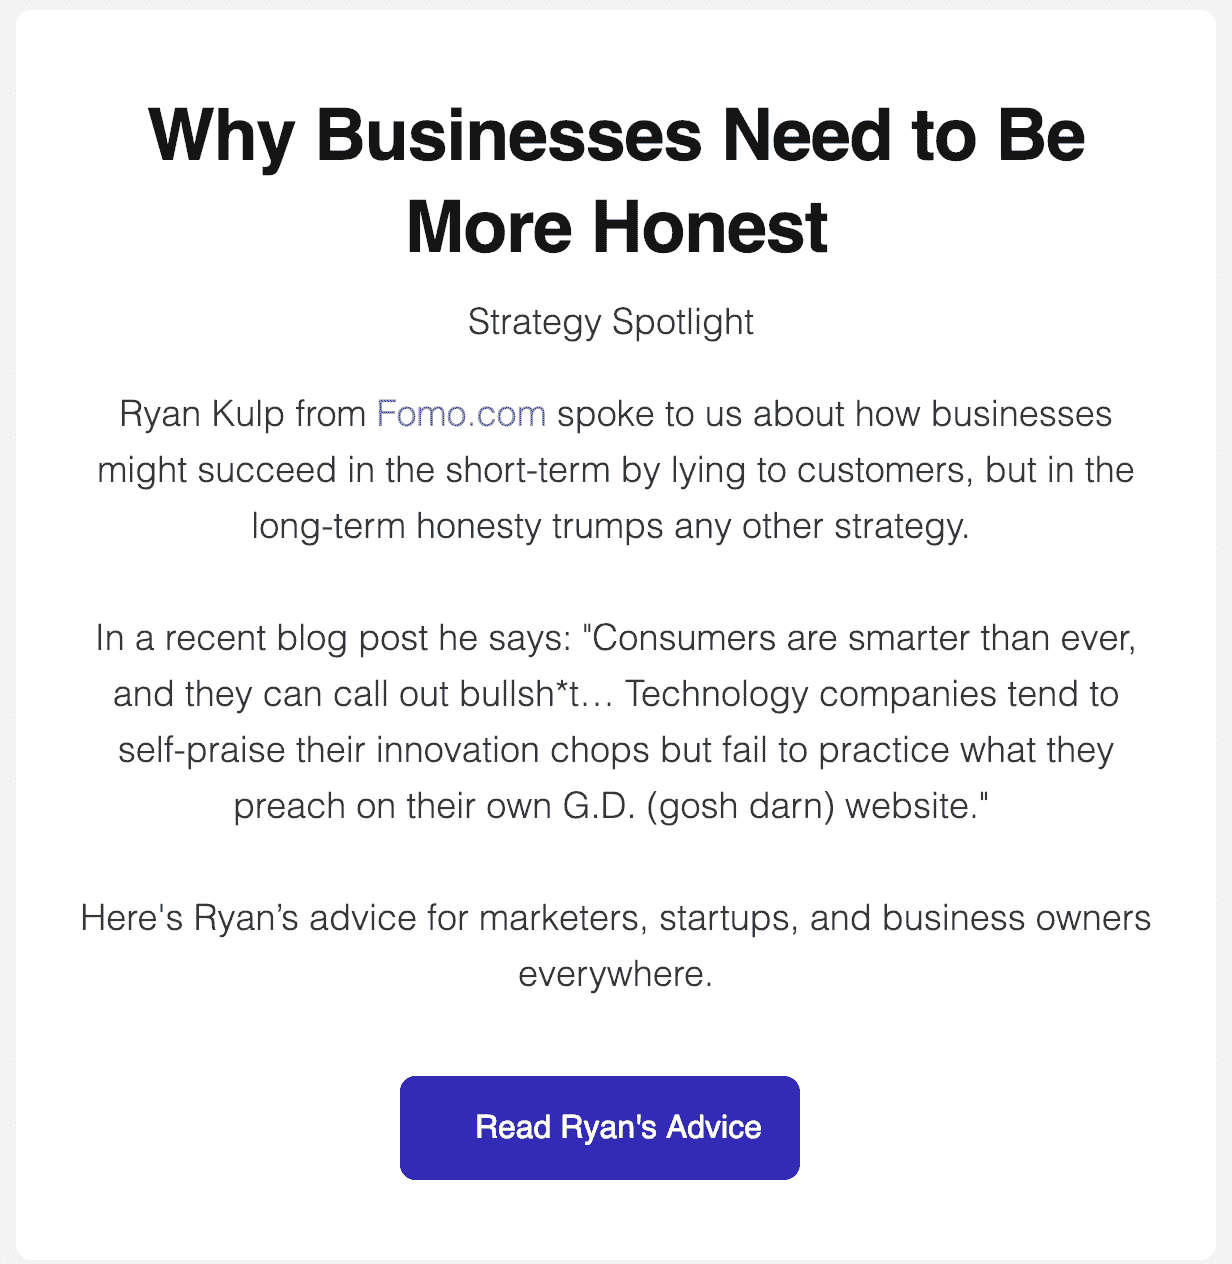 Why Businesses Need to Be
More Honest
Strategy Spotlight
Ryan Kulp from Fomo.com spoke to us about how businesses
might succeed in the short-term by lying to customers, but in the
long-term honesty trumps any other strategy.
In a recent blog post he says: "Consumers are smarter than ever,
and they can call out bullsh*t… Technology companies tend to
self-praise their innovation chops but fail to practice what they
preach on their own G.D. (gosh darn) website."
Here's Ryan’s advice for marketers, startups, and business owners
everywhere.
Read Ryan's Advice